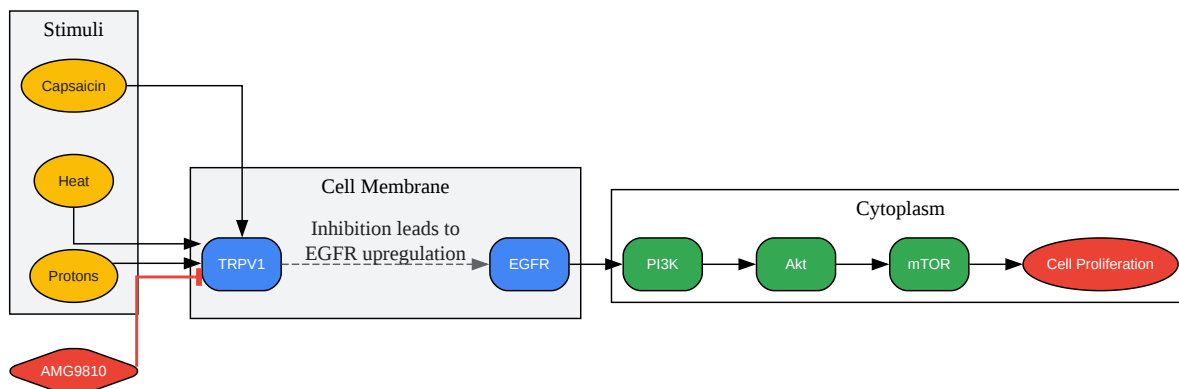 Stimuli
Capsaicin
Heat
Protons
AMG9810
Cell Membrane
TRPV1
Inhibition leads to
EGFR upregulation
EGFR
Cytoplasm
PI3K
Akt
mTOR
Cell Proliferation